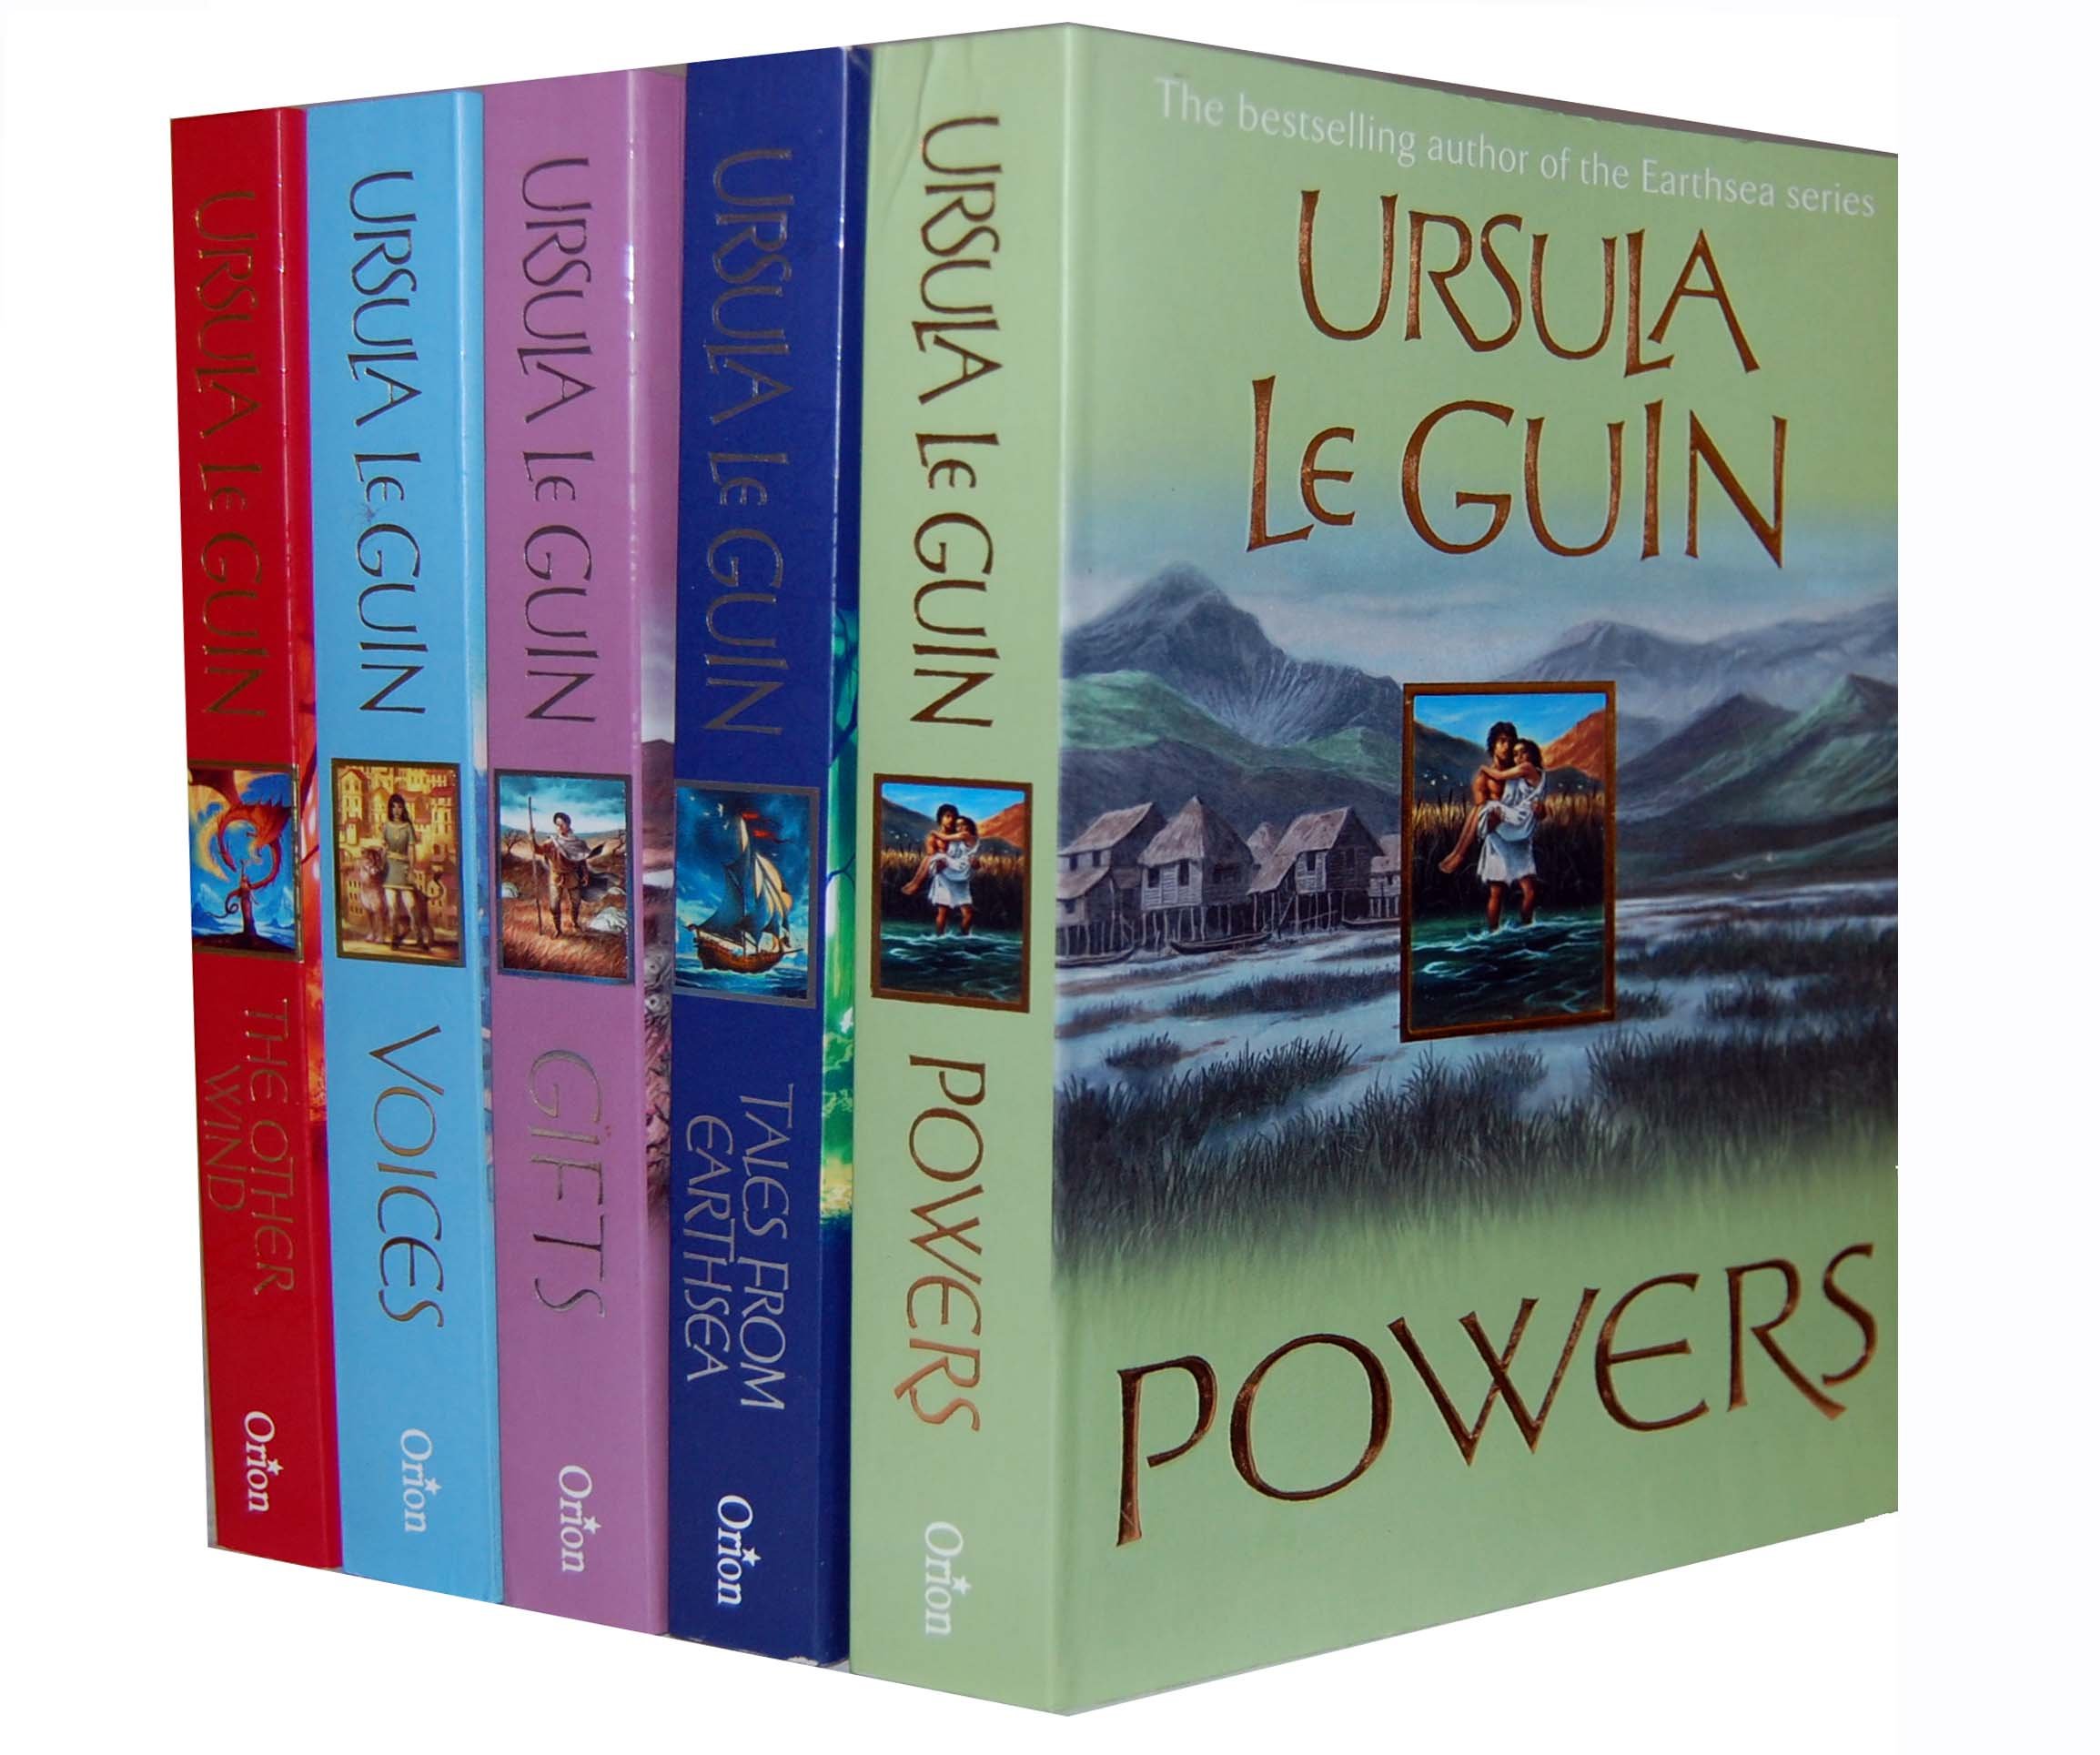 URSULA LE GUIN
THE OTHER
WIND
Orion
URSULA LE GUIN
VOICES
Orion
URSULA LE GUIN
GIFTS
Orion
URSULA LE GUIN
TALES FROM
EARTHSEA
Orion
URSULA LE GUIN
POWERS
Orion
The bestselling author of the Earthsea series
URSULA
LE GUIN
POWERS